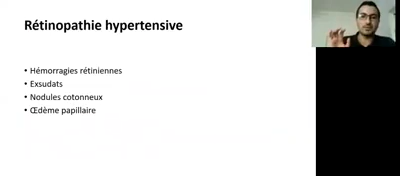 Rétinopathie hypertensive
• Hémorragies rétiniennes
• Exsudats
• Nodules cotonneux
• Œdème papillaire